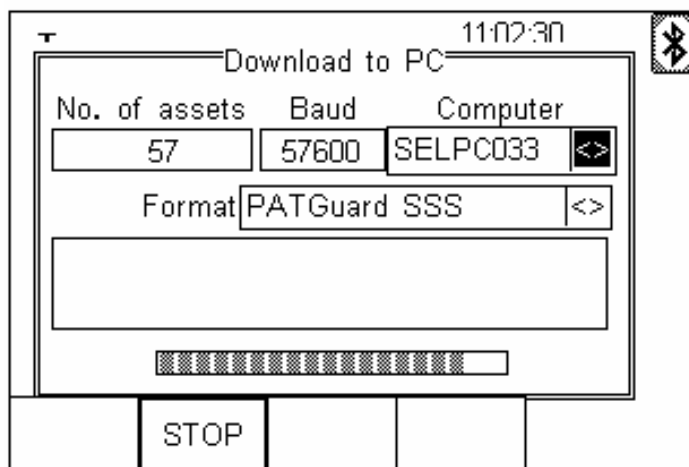 11:02:30
Download to PC
No. of assets Baud Computer
57 57600 SELPC033 <>
Format PATGuard SSS <>
STOP